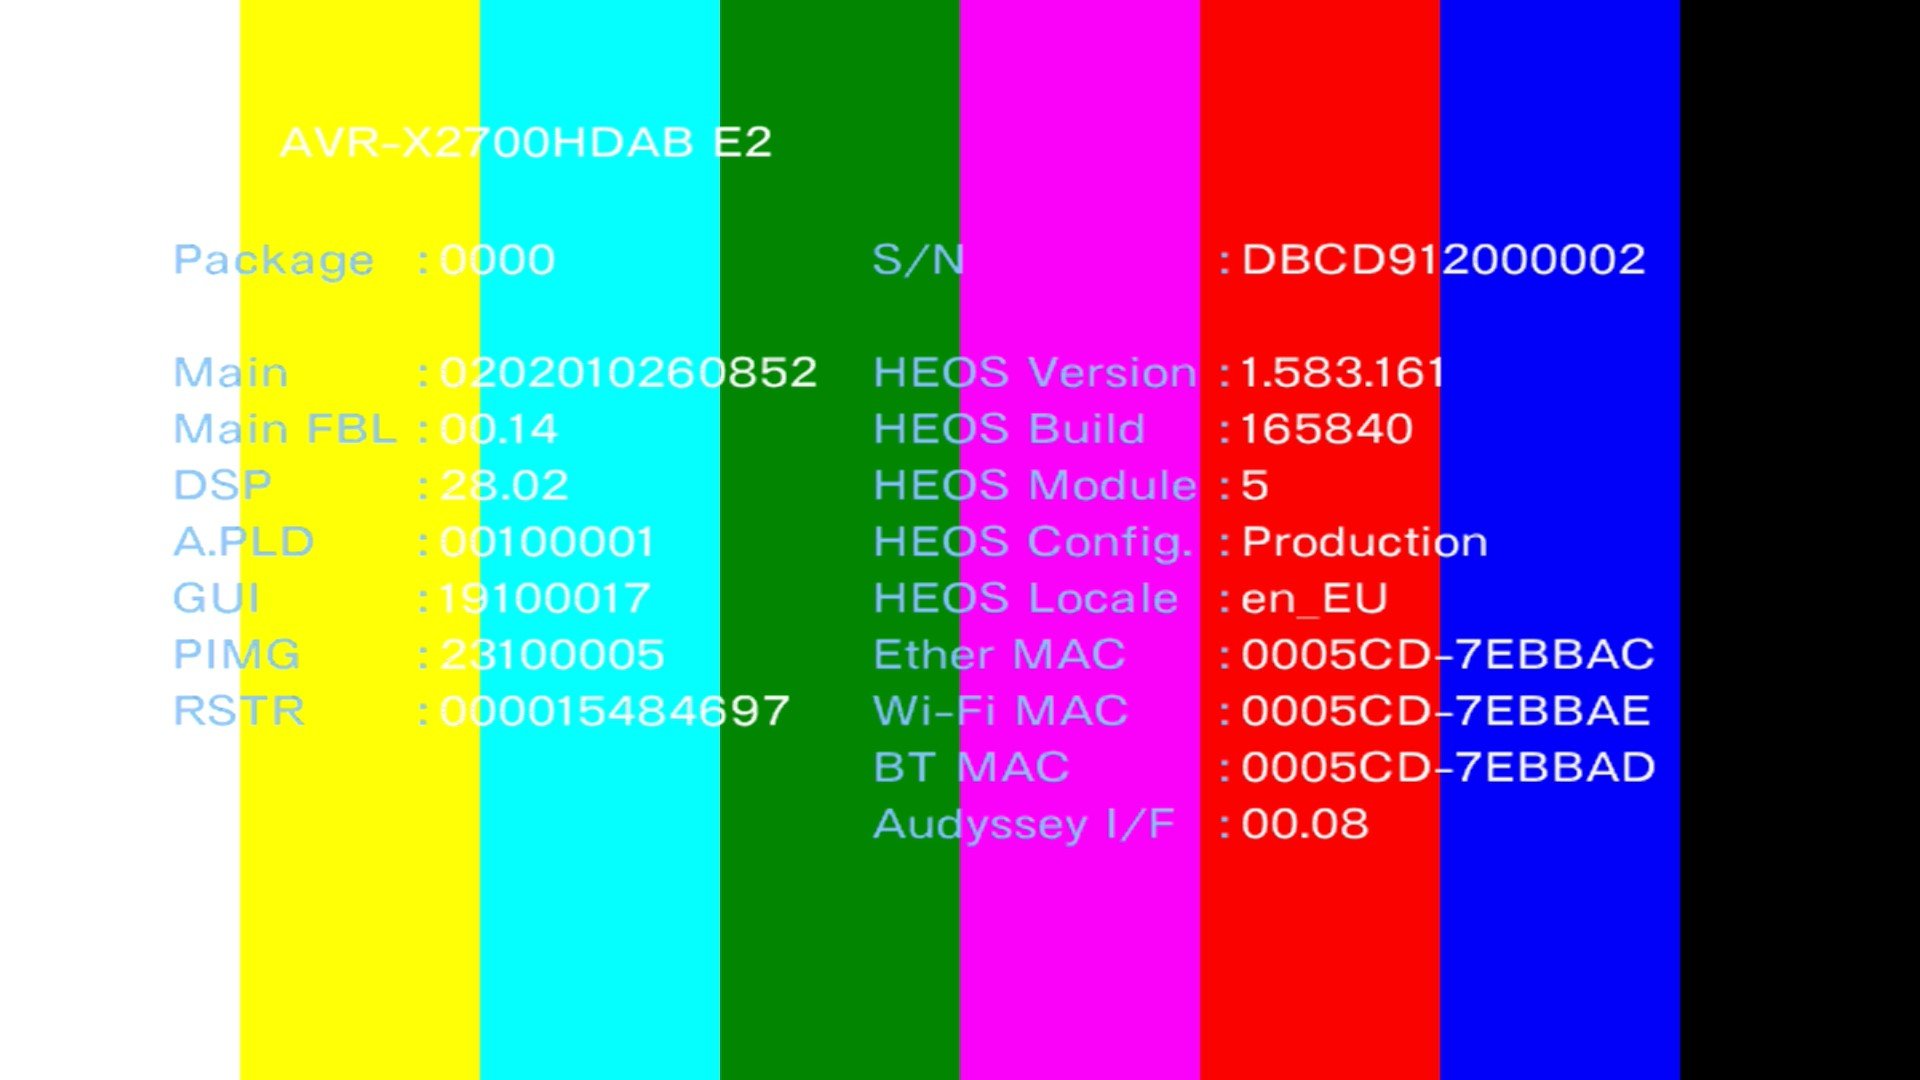 AVR-X2700HDAB E2
Package : 0000 S/N : DBCD912000002
Main : 0202010260852 HEOS Version : 1.583.161
Main FBL : 00.14 HEOS Build : 165840
DSP : 28.02 HEOS Module : 5
A.PLD : 00100001 HEOS Config. : Production
GUI : 19100017 HEOS Locale : en_EU
PIMG : 23100005 Ether MAC : 0005CD-7EBBAC
RSTR : 000015484697 Wi-Fi MAC : 0005CD-7EBBAE
BT MAC : 0005CD-7EBBAD
Audyssey I/F : 00.08